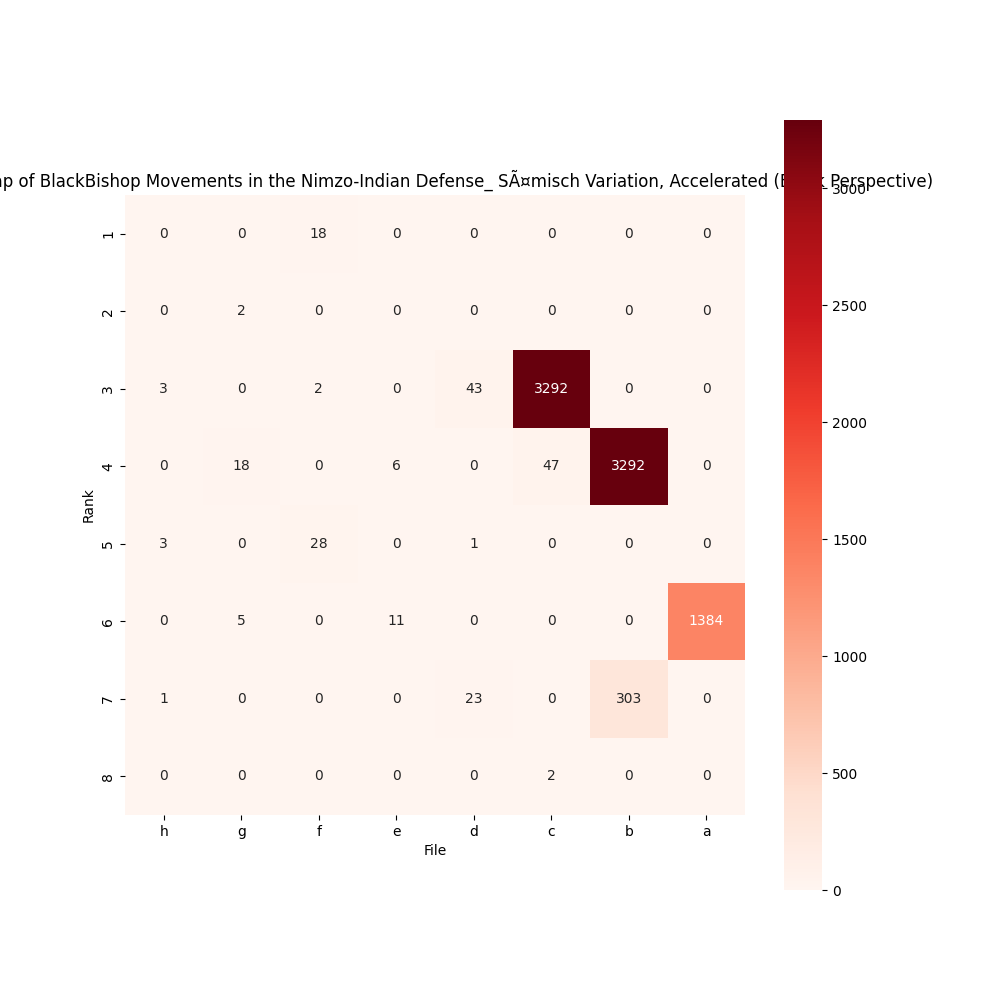 ap of BlackBishop Movements in the Nimzo-Indian Defense_ SÃ¤misch Variation, Accelerated ( Perspective)
3000
1 0 0 18 0 0 0 0 0
2 0 2 0 0 0 0 0 0
2500
3 3 0 2 0 43 3292 0 0
2000
4 0 18 0 6 0 47 3292 0
Rank
1500
5 3 0 28 0 1 0 0 0
6 0 5 0 11 0 0 0 1384
1000
7 1 0 0 0 23 0 303 0
500
8 0 0 0 0 0 2 0 0
h g f e d c b a
File
0